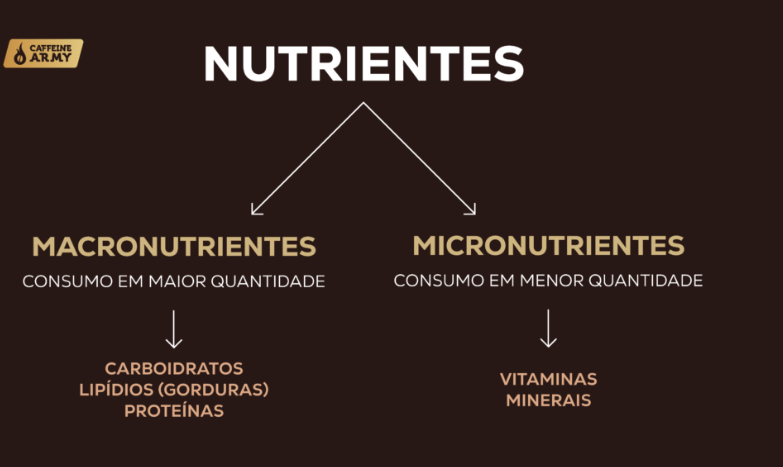 CAFFEINE
ARMY
NUTRIENTES
MACRONUTRIENTES
CONSUMO EM MAIOR QUANTIDADE
CARBOIDRATOS
LIPÍDIOS (GORDURAS)
PROTEÍNAS
MICRONUTRIENTES
CONSUMO EM MENOR QUANTIDADE
VITAMINAS
MINERAIS